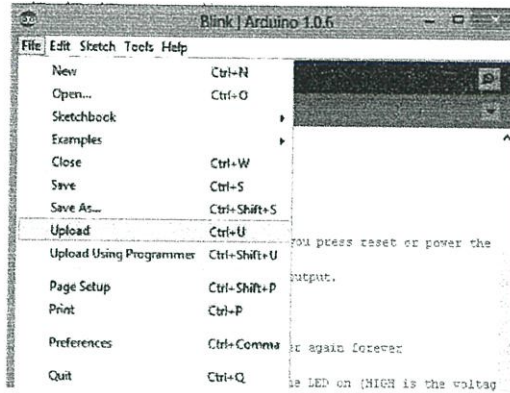 Blink | Arduino 1.0.6
File Edit Sketch Tools Help
New Ctrl+N
Open... Ctrl+O
Sketchbook
Examples
Close Ctrl+W
Save Ctrl+S
Save As... Ctrl+Shift+S
Upload Ctrl+U
Upload Using Programmer Ctrl+Shift+U
you press reset or power the
Page Setup Ctrl+Shift+P
utput.
Print Ctrl+P
Preferences Ctrl+Comma
r again forever
Quit Ctrl+Q
e LED on (HIGH is the voltag